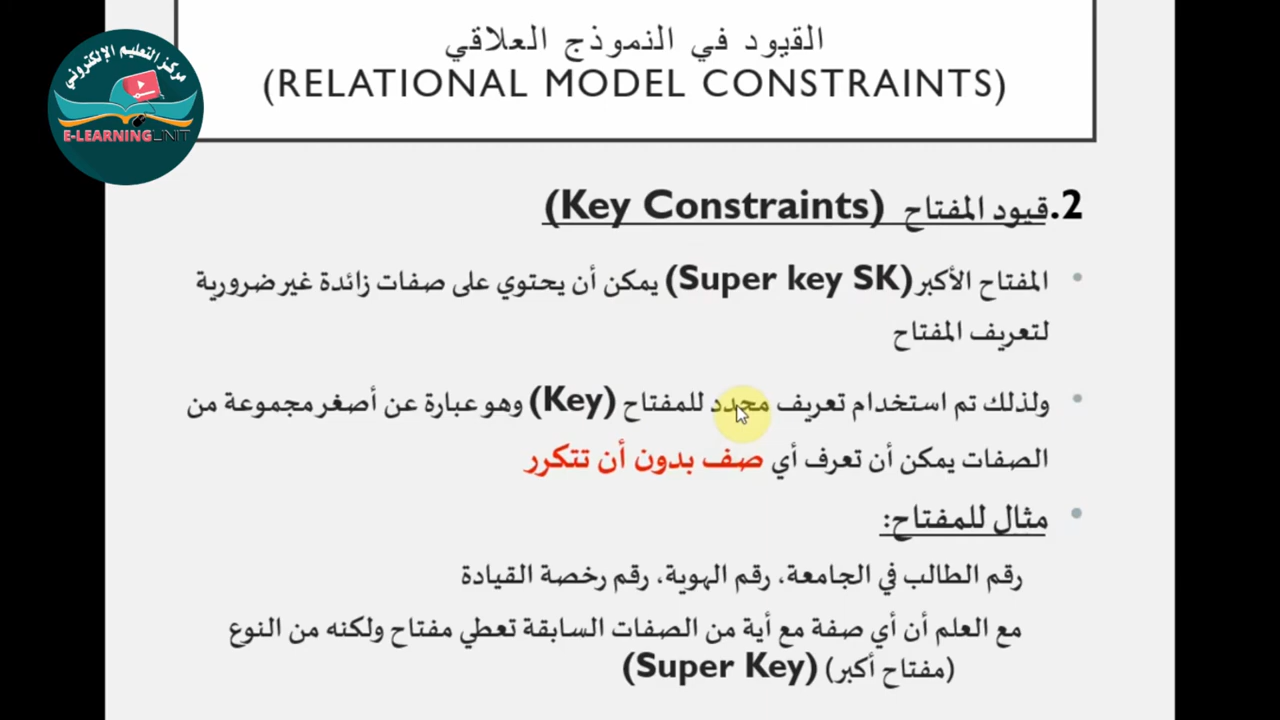 القيود في النموذج العلاقي
(RELATIONAL MODEL CONSTRAINTS)
مركز التعليم الإلكتروني
E-LEARNING UNIT
2. قيود المفتاح (Key Constraints)
• المفتاح الأكبر (Super key SK) يمكن أن يحتوي على صفات زائدة غير ضرورية
لتعريف المفتاح
• ولذلك تم استخدام تعريف محدد للمفتاح (Key) وهو عبارة عن أصغر مجموعة من
الصفات يمكن أن تعرف أي صف بدون أن تتكرر
• مثال للمفتاح:
رقم الطالب في الجامعة، رقم الهوية، رقم رخصة القيادة
مع العلم أن أي صفة مع أية من الصفات السابقة تعطي مفتاح ولكنه من النوع
(مفتاح أكبر) (Super Key)